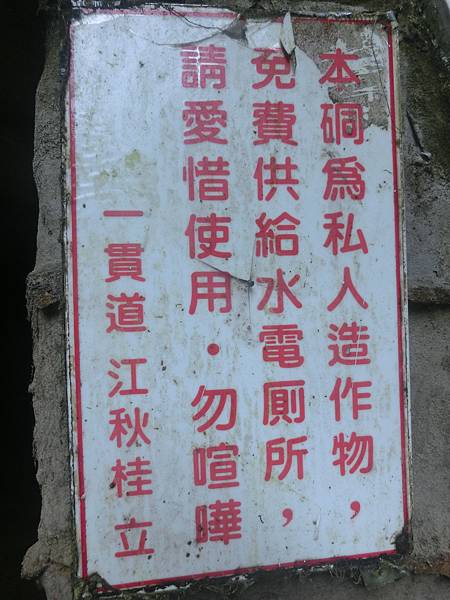 本硐為私人造作物，
免費供給水電厠所，
請愛惜使用・勿喧嘩
一貫道 江秋桂 立